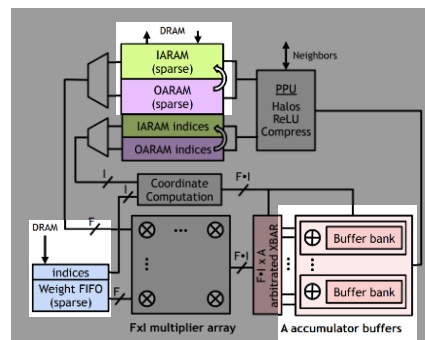 DRAM
IARAM
(sparse)
OARAM
(sparse)
IARAM indices
OARAM indices
Neighbors
PPU
Halos
ReLU
Compress
I
I
Coordinate
Computation
F•I
DRAM
F
indices
Weight FIFO
(sparse)
F
...
⋮
F•I
F•I x A
arbitrated XBAR
Buffer bank
⋮
⋮
Buffer bank
FxI multiplier array
A accumulator buffers